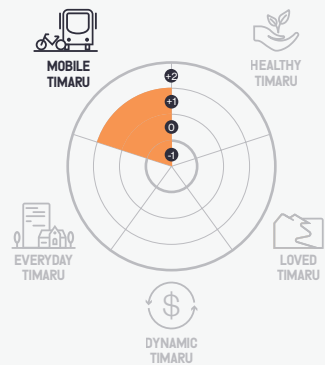 MOBILE
TIMARU
HEALTHY
TIMARU
+2
+1
0
-1
EVERYDAY
TIMARU
LOVED
TIMARU
$
DYNAMIC
TIMARU